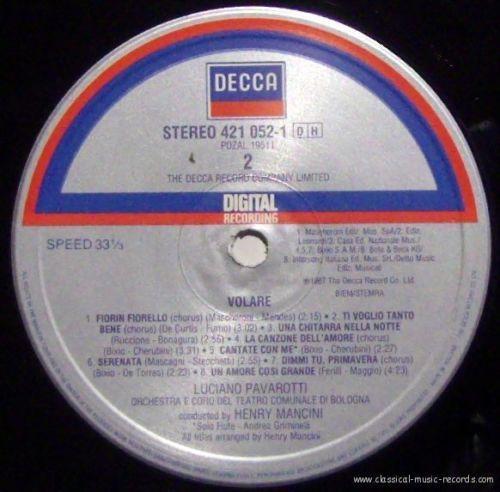 DECCA
STEREO 421 052-1 D H
POZAL 19511
2
THE DECCA RECORD COMPANY LIMITED
DIGITAL
RECORDING
SPEED 33⅓
1 Mascheroni Ediz. Mus. SpA/2 Ediz.
Leonardi/3 Casa Ed. Nazionale Mus./
4,5,7 Bixio S.A.M./6 Bote & Bock KG/
8 Intersong Italiana Ed. Mus. SrL/Detto Music
Ediz. Musicali
℗ 1987 The Decca Record Co. Ltd.
BIEM/STEMRA
VOLARE
1. FIORIN FIORELLO (chorus) (Mascheroni - Mendes) (2:15) • 2. TI VOGLIO TANTO
BENE (chorus) (De Curtis - Furnò) (3:02) • 3. UNA CHITARRA NELLA NOTTE
(Ruccione - Bonagura) (2:55) • 4. LA CANZONE DELL'AMORE (chorus)
(Bixio - Cherubini) (3:31) • 5. CANTATE CON ME* (Bixio - Cherubini) (2:27)
6. SERENATA (Mascagni - Stecchetti) (2:55) • 7. DIMMI TU, PRIMAVERA (chorus)
(Bixio - De Torres) (2:23) • 8. UN AMORE COSI GRANDE (Ferilli - Maggio) (4:23)
LUCIANO PAVAROTTI
ORCHESTRA E CORO DEL TEATRO COMUNALE DI BOLOGNA
conducted by HENRY MANCINI
*Solo Flute - Andrea Griminelli
All titles arranged by Henry Mancini
www.classical-music-records.com